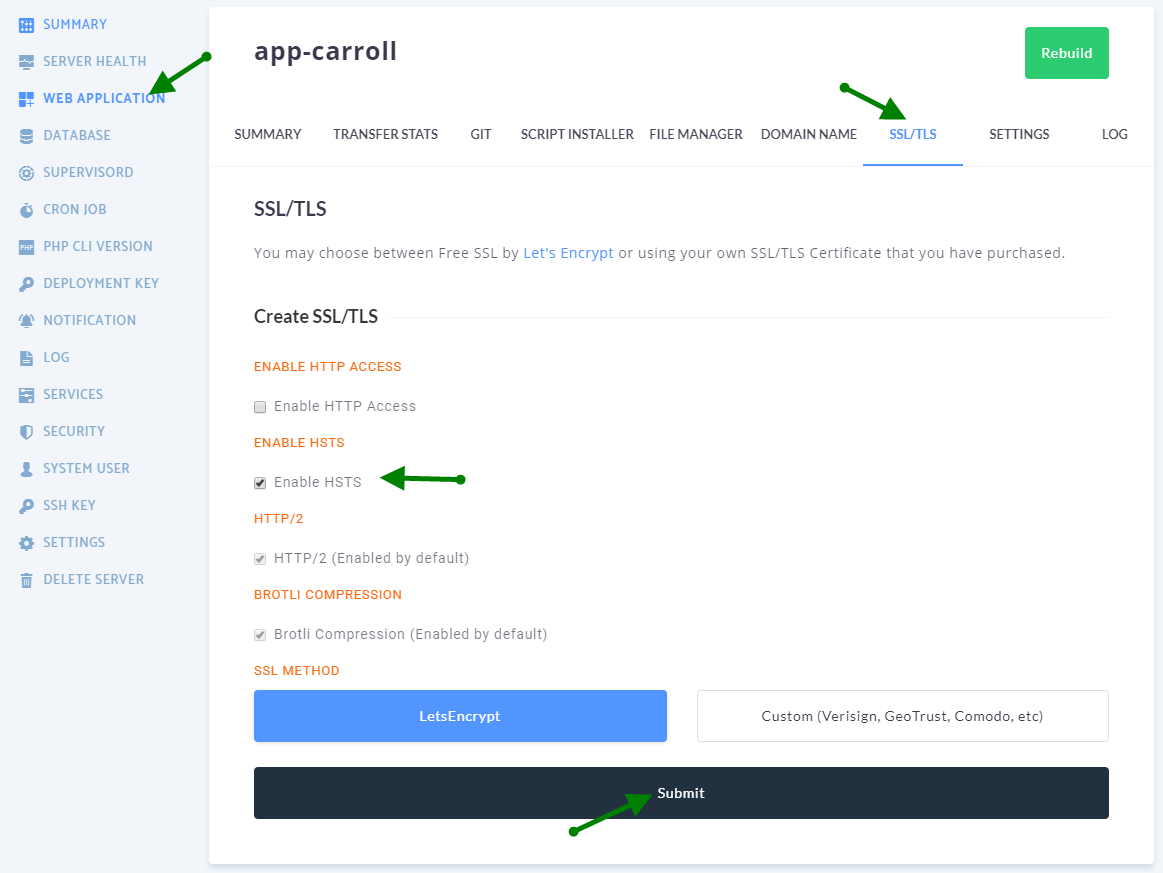 SUMMARY
SERVER HEALTH
WEB APPLICATION
DATABASE
SUPERVISORD
CRON JOB
PHP
PHP CLI VERSION
DEPLOYMENT KEY
NOTIFICATION
LOG
SERVICES
SECURITY
SYSTEM USER
SSH KEY
SETTINGS
DELETE SERVER
app-carroll
Rebuild
SUMMARY TRANSFER STATS GIT SCRIPT INSTALLER FILE MANAGER DOMAIN NAME SSL/TLS SETTINGS LOG
SSL/TLS
You may choose between Free SSL by Let's Encrypt or using your own SSL/TLS Certificate that you have purchased.
Create SSL/TLS
ENABLE HTTP ACCESS
Enable HTTP Access
ENABLE HSTS
Enable HSTS
HTTP/2
HTTP/2 (Enabled by default)
BROTLI COMPRESSION
Brotli Compression (Enabled by default)
SSL METHOD
LetsEncrypt
Custom (Verisign, GeoTrust, Comodo, etc)
Submit